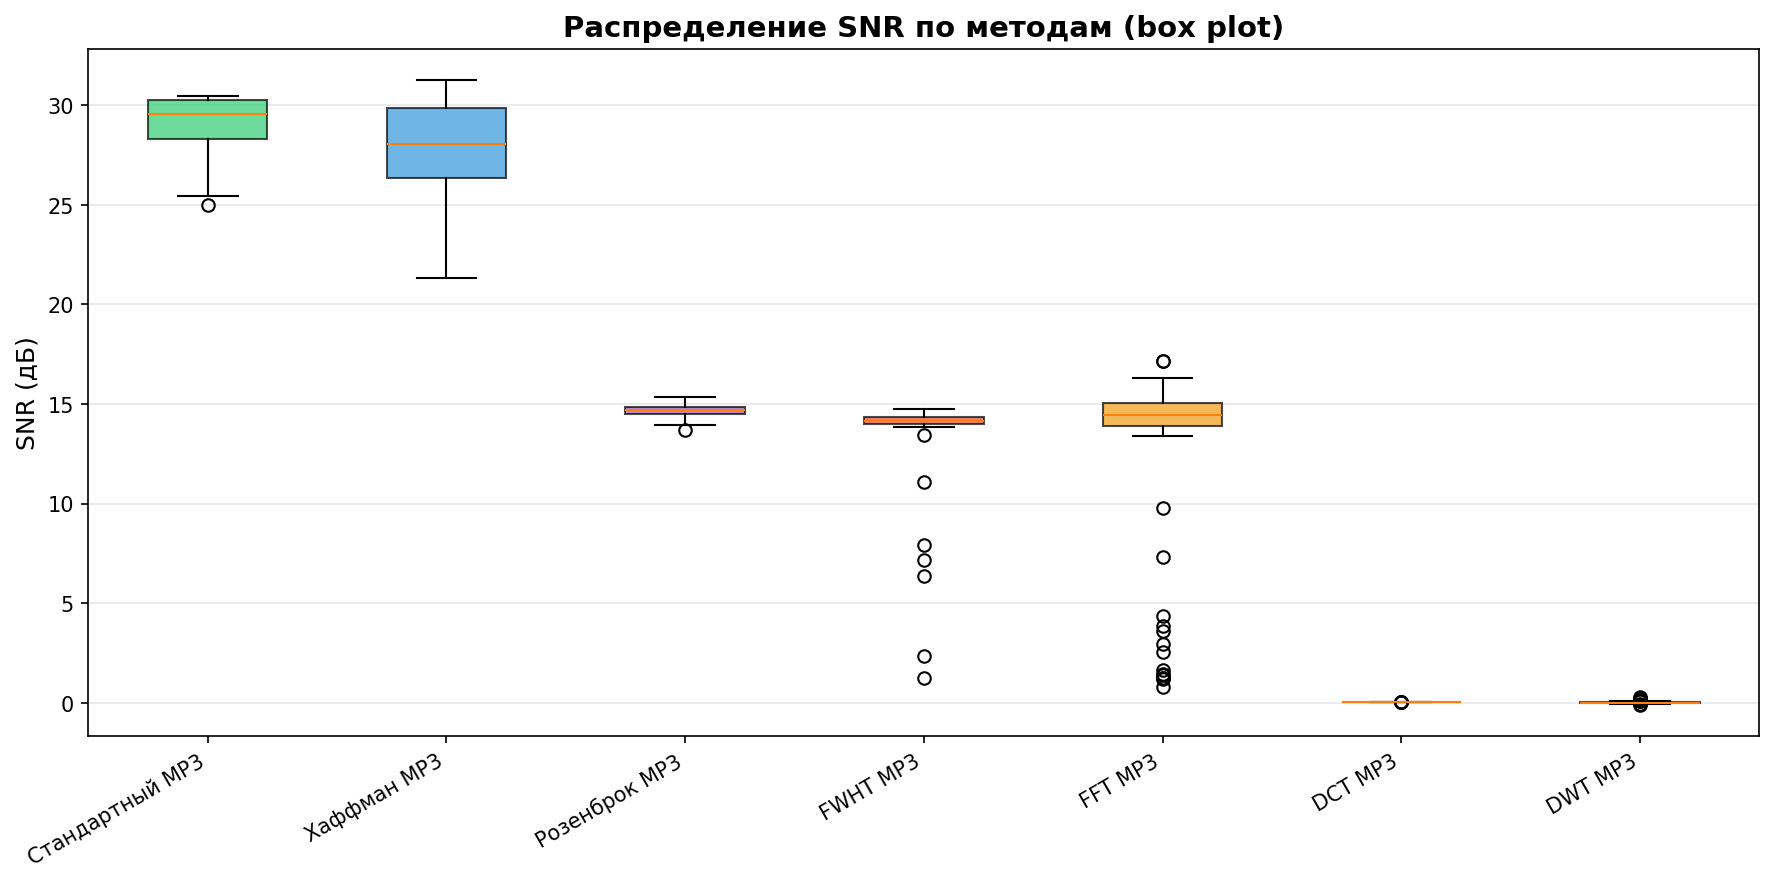 Распределение SNR по методам (box plot)
SNR (дБ)
30
25
20
15
10
5
0
Стандартный MP3
Хаффман MP3
Розенброк MP3
FWHT MP3
FFT MP3
DCT MP3
DWT MP3